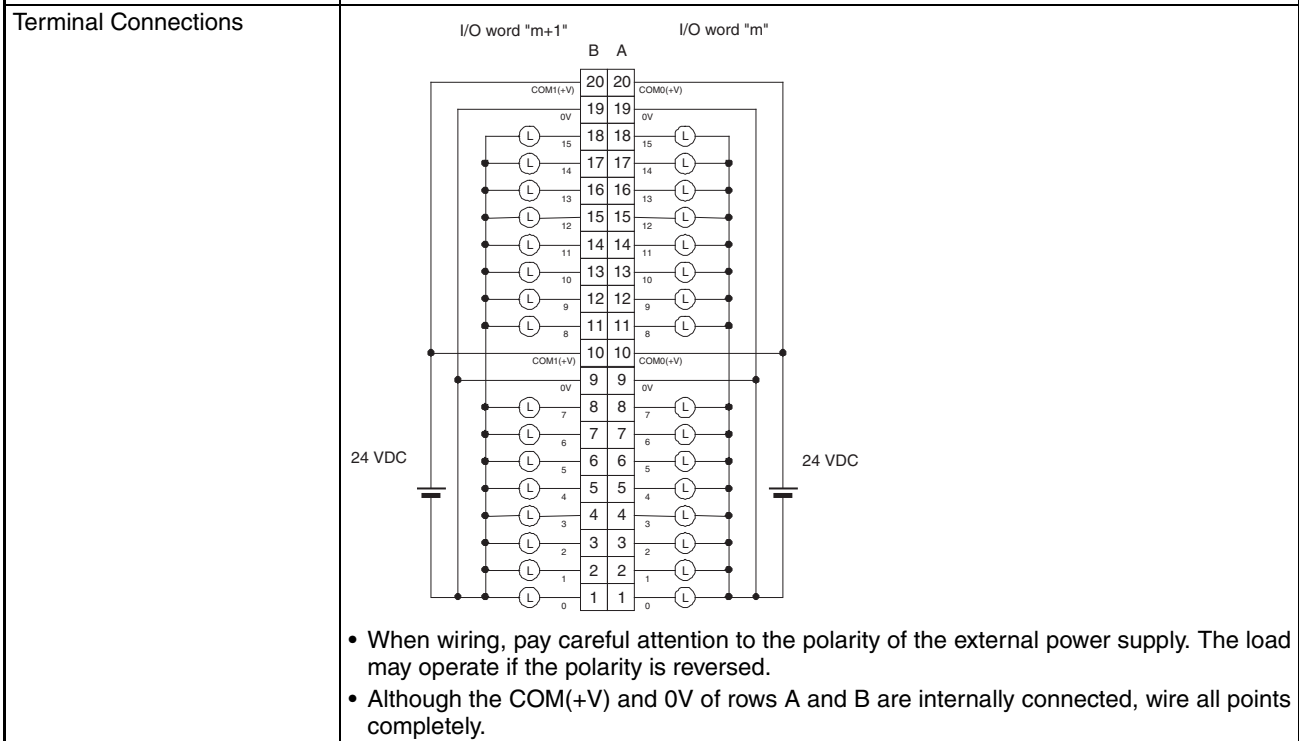 Terminal Connections
I/O word "m+1" I/O word "m"
B A
COM1(+V) 20 20 COM0(+V)
0V 19 19 0V
L 15 18 18 15 L
L 14 17 17 14 L
L 13 16 16 13 L
L 12 15 15 12 L
L 11 14 14 11 L
L 10 13 13 10 L
L 9 12 12 9 L
L 8 11 11 8 L
COM1(+V) 10 10 COM0(+V)
0V 9 9 0V
L 7 8 8 7 L
L 6 7 7 6 L
24 VDC L 5 6 6 5 L 24 VDC
L 4 5 5 4 L
L 3 4 4 3 L
L 2 3 3 2 L
L 1 2 2 1 L
L 0 1 1 0 L
• When wiring, pay careful attention to the polarity of the external power supply. The load
may operate if the polarity is reversed.
• Although the COM(+V) and 0V of rows A and B are internally connected, wire all points
completely.